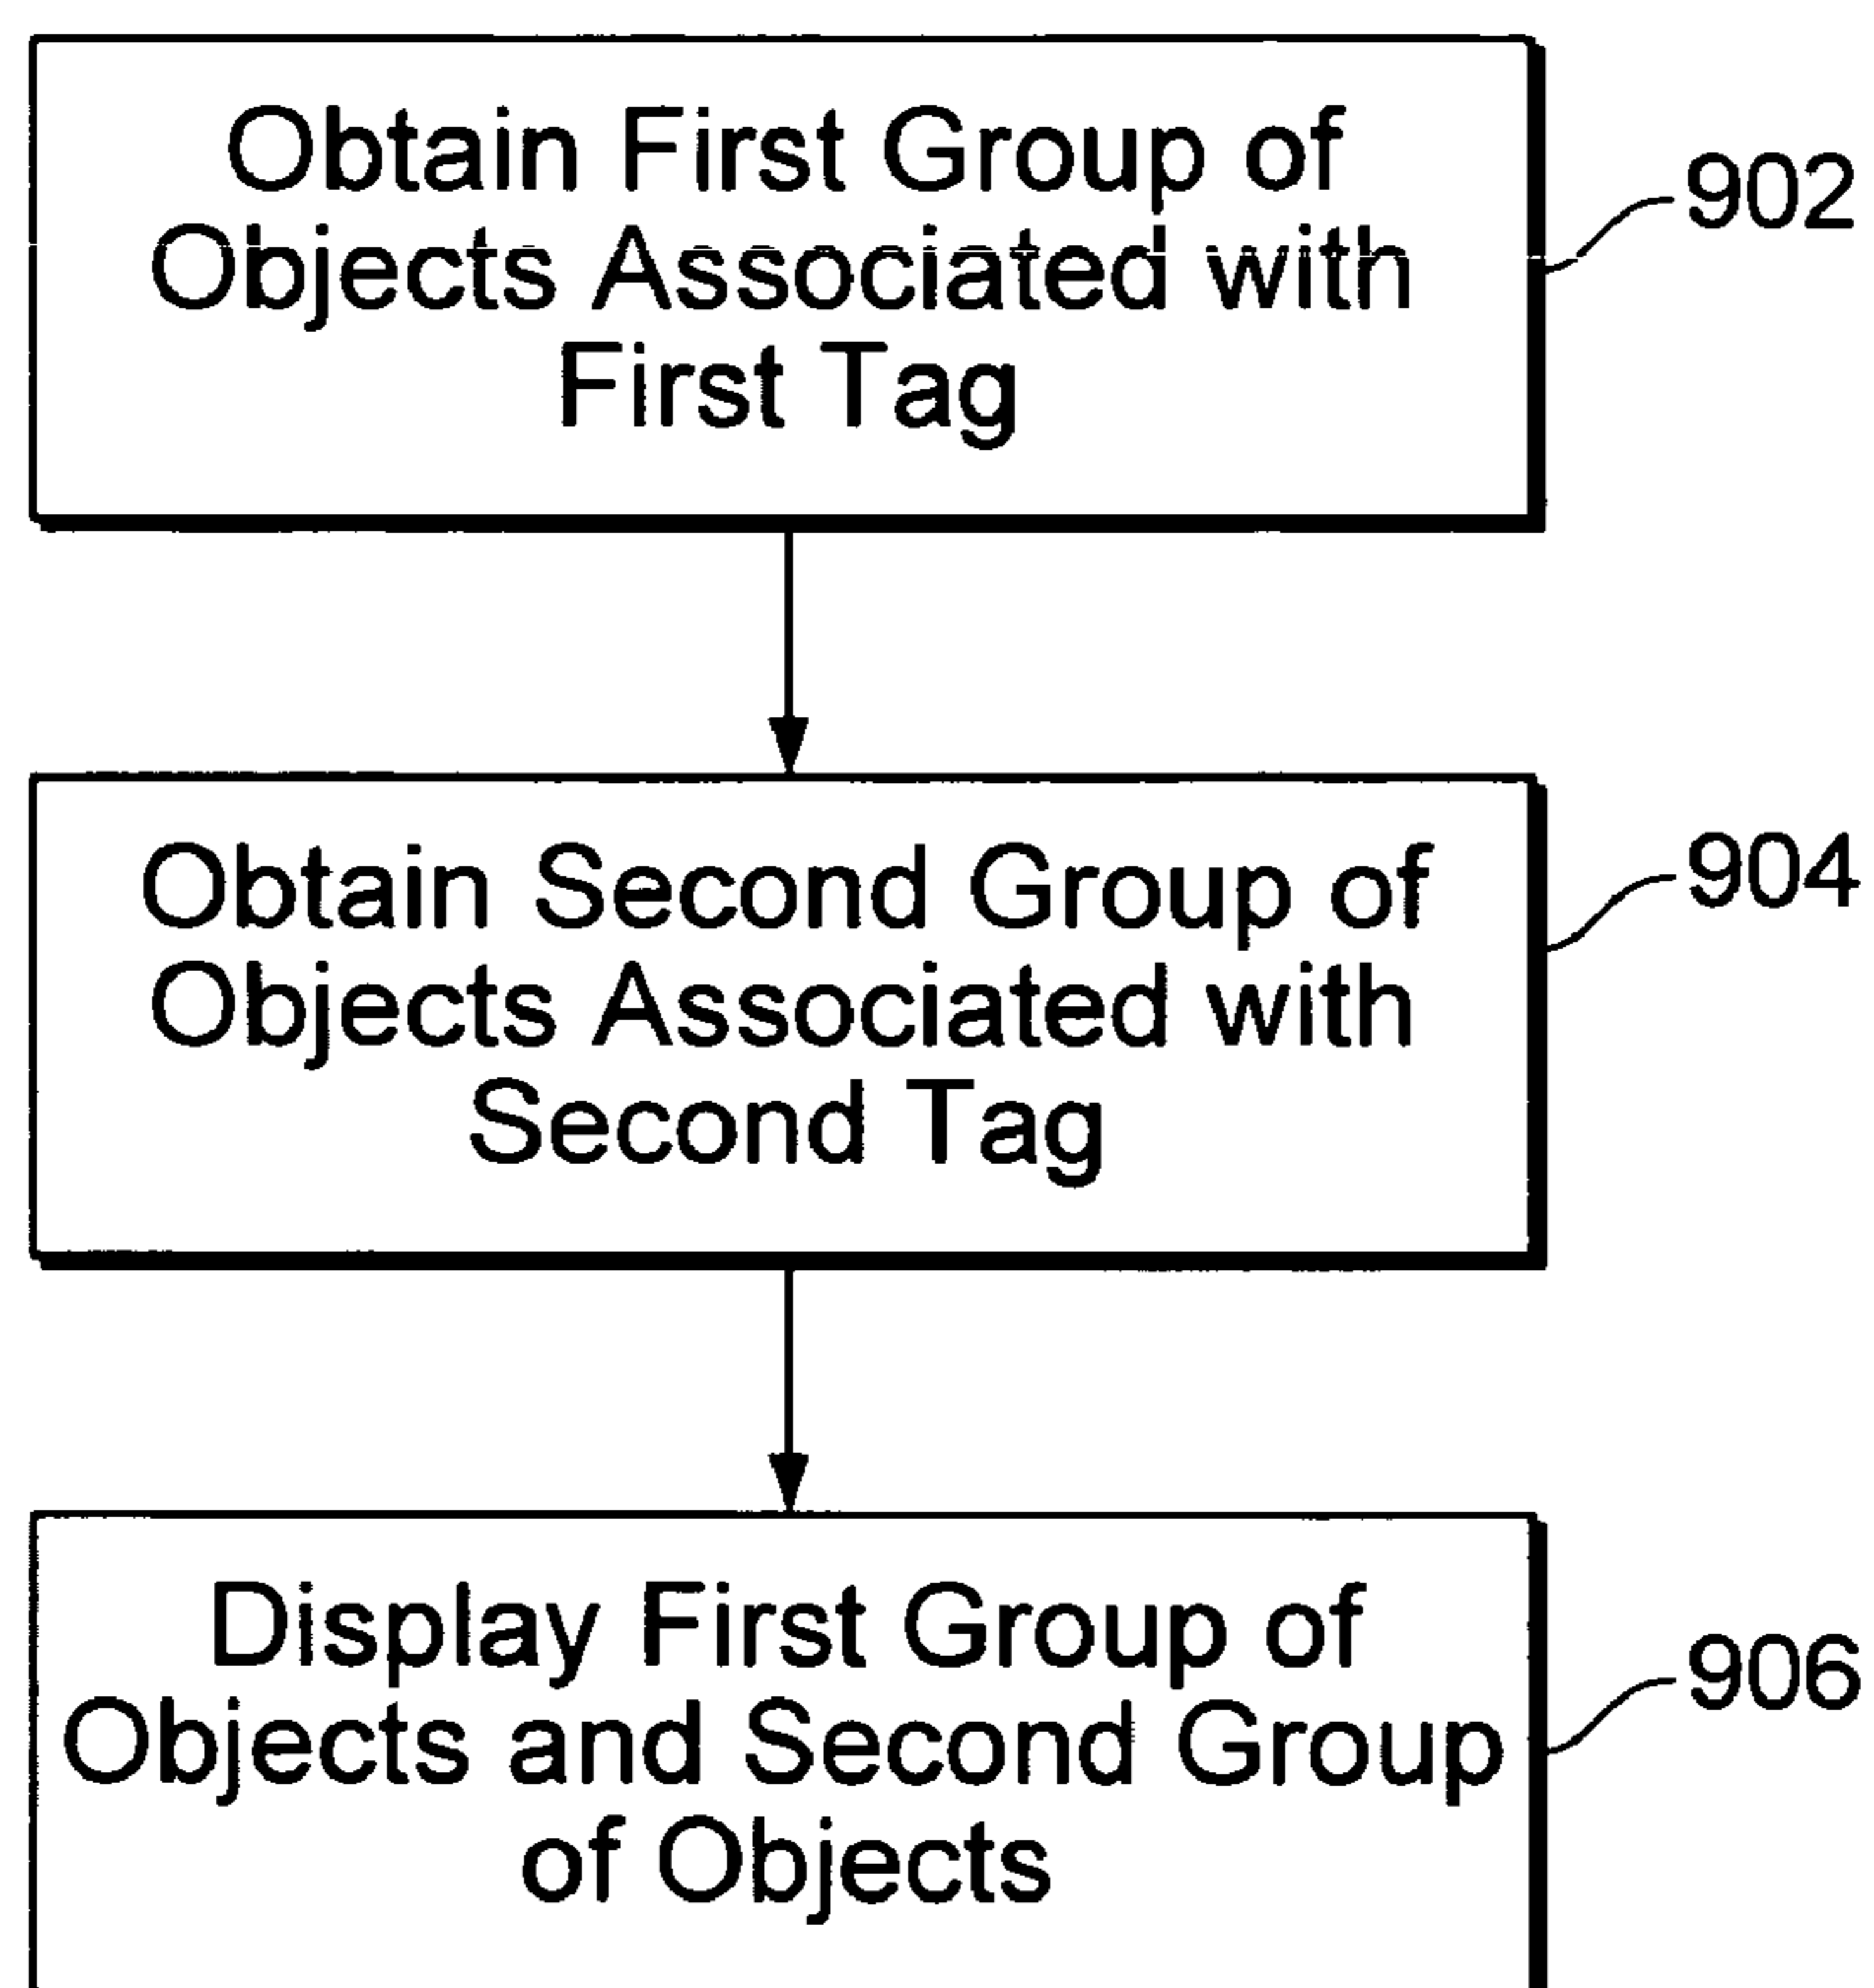 Obtain First Group of
Objects Associated with
First Tag
902
Obtain Second Group of
Objects Associated with
Second Tag
904
Display First Group of
Objects and Second Group
of Objects
906